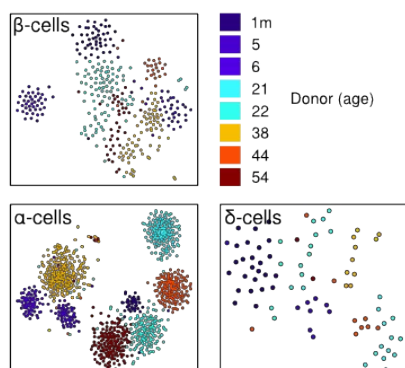 β-cells
1m
5
6
21
22
38
44
54
Donor (age)
α-cells
δ-cells